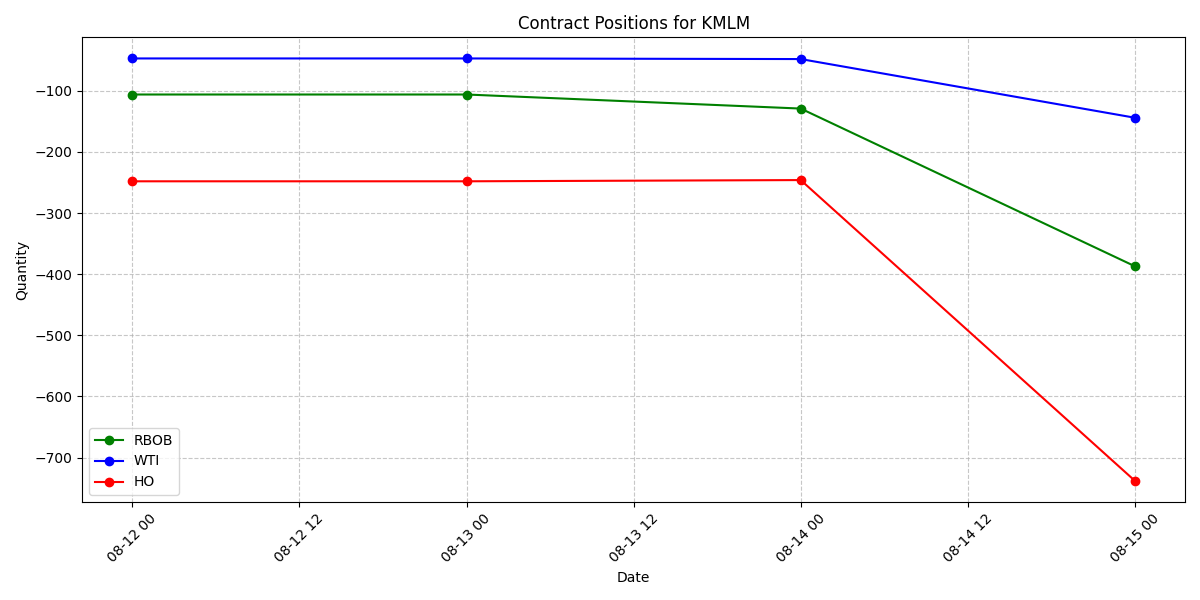 Contract Positions for KMLM
Quantity
−100
−200
−300
−400
−500
−600
−700
RBOB
WTI
HO
08-12 00
08-12 12
08-13 00
08-13 12
08-14 00
08-14 12
08-15 00
Date